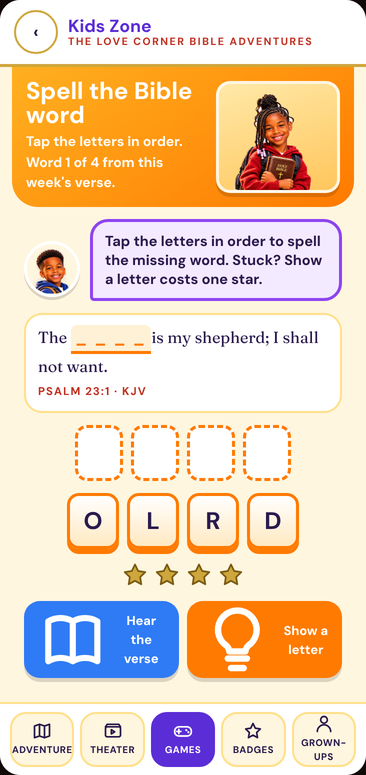 ‹
Kids Zone
THE LOVE CORNER BIBLE ADVENTURES
Spell the Bible
word
Tap the letters in order.
Word 1 of 4 from this
week's verse.
Tap the letters in order to spell
the missing word. Stuck? Show
a letter costs one star.
The _ _ _ _ is my shepherd; I shall
not want.
PSALM 23:1 · KJV
O L R D
Hear
the
verse
Show a
letter
ADVENTURE THEATER GAMES BADGES GROWN-
UPS